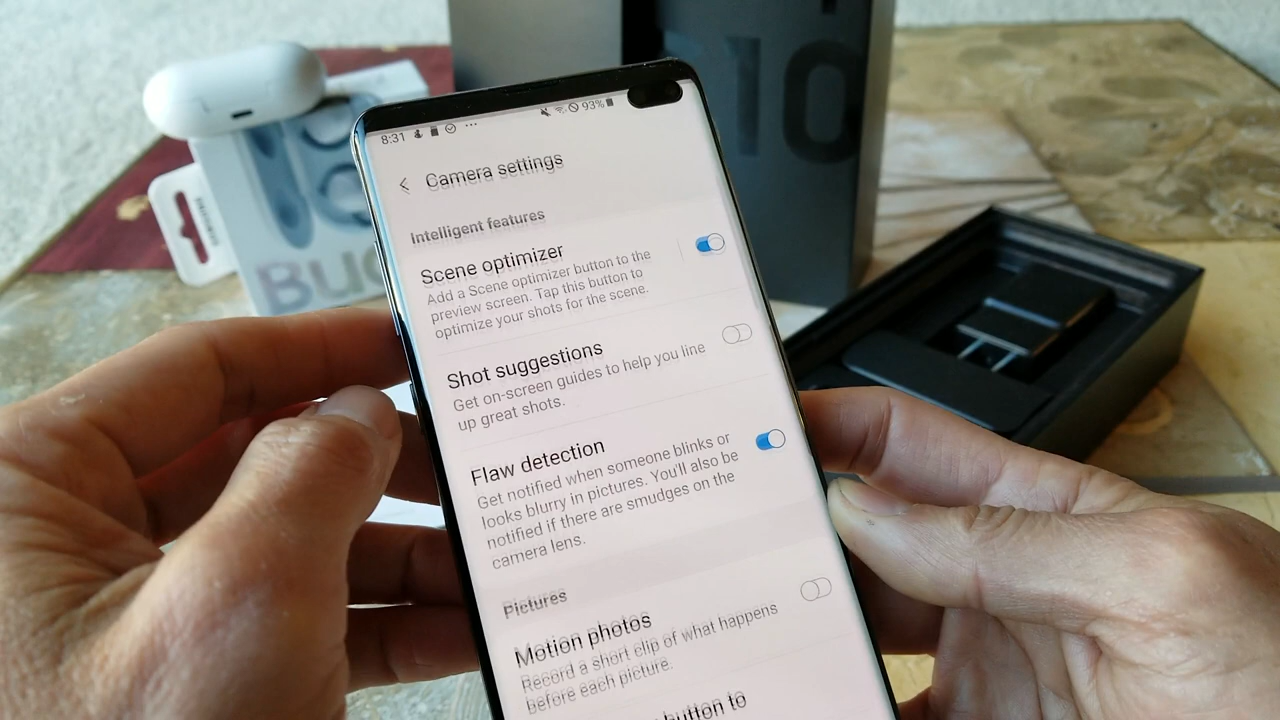 10
8:31
93%
Camera settings
Intelligent features
Scene optimizer
Add a Scene optimizer button to the
preview screen. Tap this button to
optimize your shots for the scene.
Shot suggestions
Get on-screen guides to help you line
up great shots.
Flaw detection
Get notified when someone blinks or
looks blurry in pictures. You'll also be
notified if there are smudges on the
camera lens.
Pictures
Motion photos
Record a short clip of what happens
before each picture.
button to